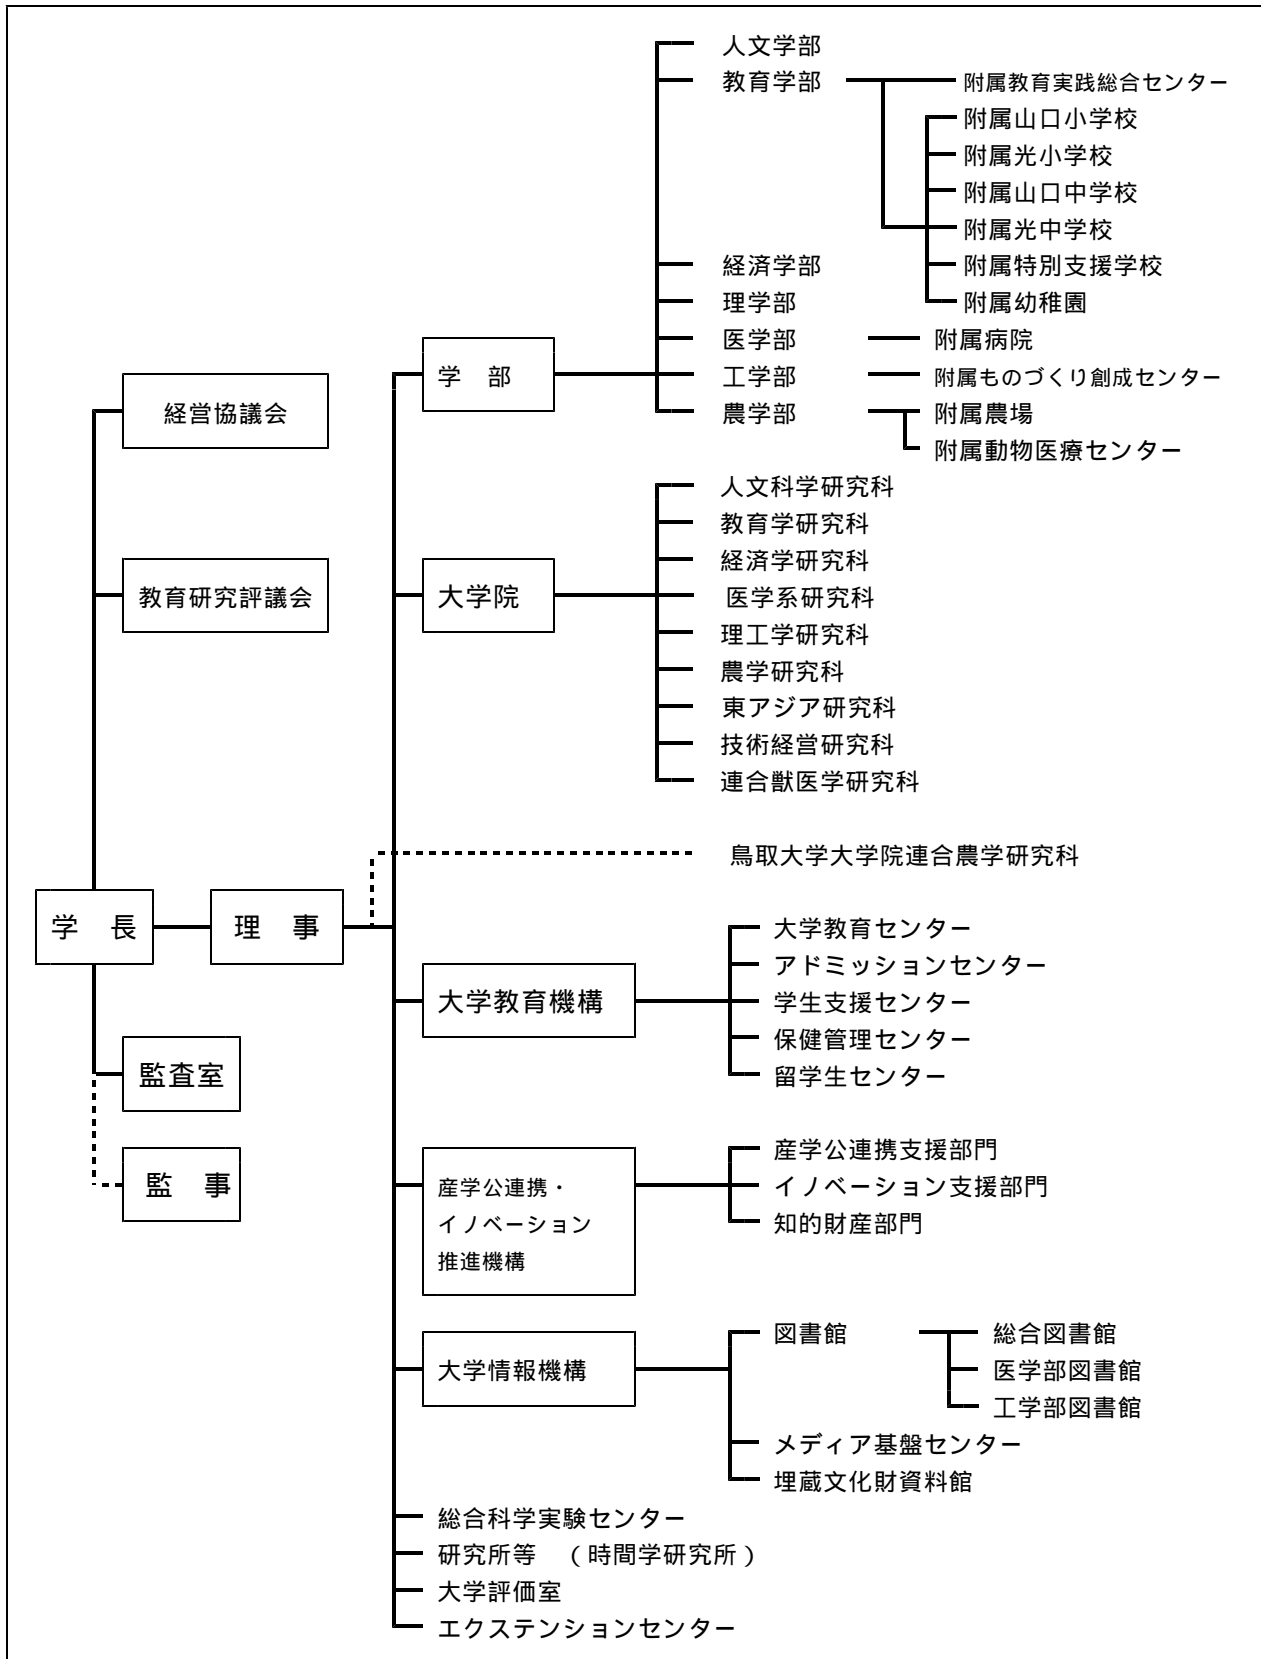 人文学部
教育学部
附属教育実践総合センター
附属山口小学校
附属光小学校
附属山口中学校
附属光中学校
附属特別支援学校
附属幼稚園
経済学部
理学部
医学部
附属病院
学　部
工学部
附属ものづくり創成センター
農学部
附属農場
附属動物医療センター
経営協議会
教育研究評議会
大学院
人文科学研究科
教育学研究科
経済学研究科
医学系研究科
理工学研究科
農学研究科
東アジア研究科
技術経営研究科
連合獣医学研究科
鳥取大学大学院連合農学研究科
学　長
理　事
大学教育機構
大学教育センター
アドミッションセンター
学生支援センター
保健管理センター
留学生センター
監査室
監　事
産学公連携・
イノベーション
推進機構
産学公連携支援部門
イノベーション支援部門
知的財産部門
大学情報機構
図書館
総合図書館
医学部図書館
工学部図書館
メディア基盤センター
埋蔵文化財資料館
総合科学実験センター
研究所等　（時間学研究所）
大学評価室
エクステンションセンター